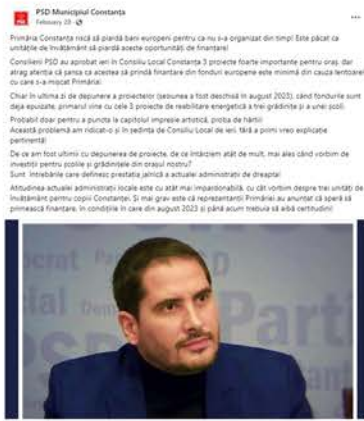 PSD Municipiul Constanța
February 23
Primăria Constanța riscă să piardă bani europeni pentru ca nu s-a organizat din timp! Este păcat ca
unitățile de învățământ să piardă aceste oportunități de finanțare!
Consilierii PSD au aprobat ieri în Consiliu Local Constanța 3 proiecte foarte importante pentru oraș, dar
atrag atenția că șansa ca acestea să prindă finanțare din fonduri europene este minimă din cauza lentoarei
cu care s-a mișcat Primăria!
Chiar în ultima zi de depunere a proiectelor (sesiunea a fost deschisă în august 2023), când fondurile sunt
deja epuizate, primarul vine cu cele 3 proiecte de reabilitare energetică a trei grădinițe și a unei școli.
Probabil doar pentru a puncta la capitolul impresie artistică, proba de hârtii!
Această problemă am ridicat-o și în ședința de Consiliu Local de ieri, fără a primi vreo explicație
pertinentă!
De ce am fost ultimii cu depunerea de proiecte, de ce întârziem atât de mult, mai ales când vorbim de
investiții pentru școlile și grădinițele din orașul nostru?
Sunt întrebările care definesc prestația jalnică a actualei administrații de dreapta!
Atitudinea actualei administrații locale este cu atât mai impardonabilă, cu cât vorbim despre trei unități de
învățământ pentru copiii Constanței. Și mai grav este că reprezentanții Primăriei au anunțat că speră să
primească finanțare, în condițiile în care din august 2023 și până acum trebuia să aibă certitudini!
PSD
Parti